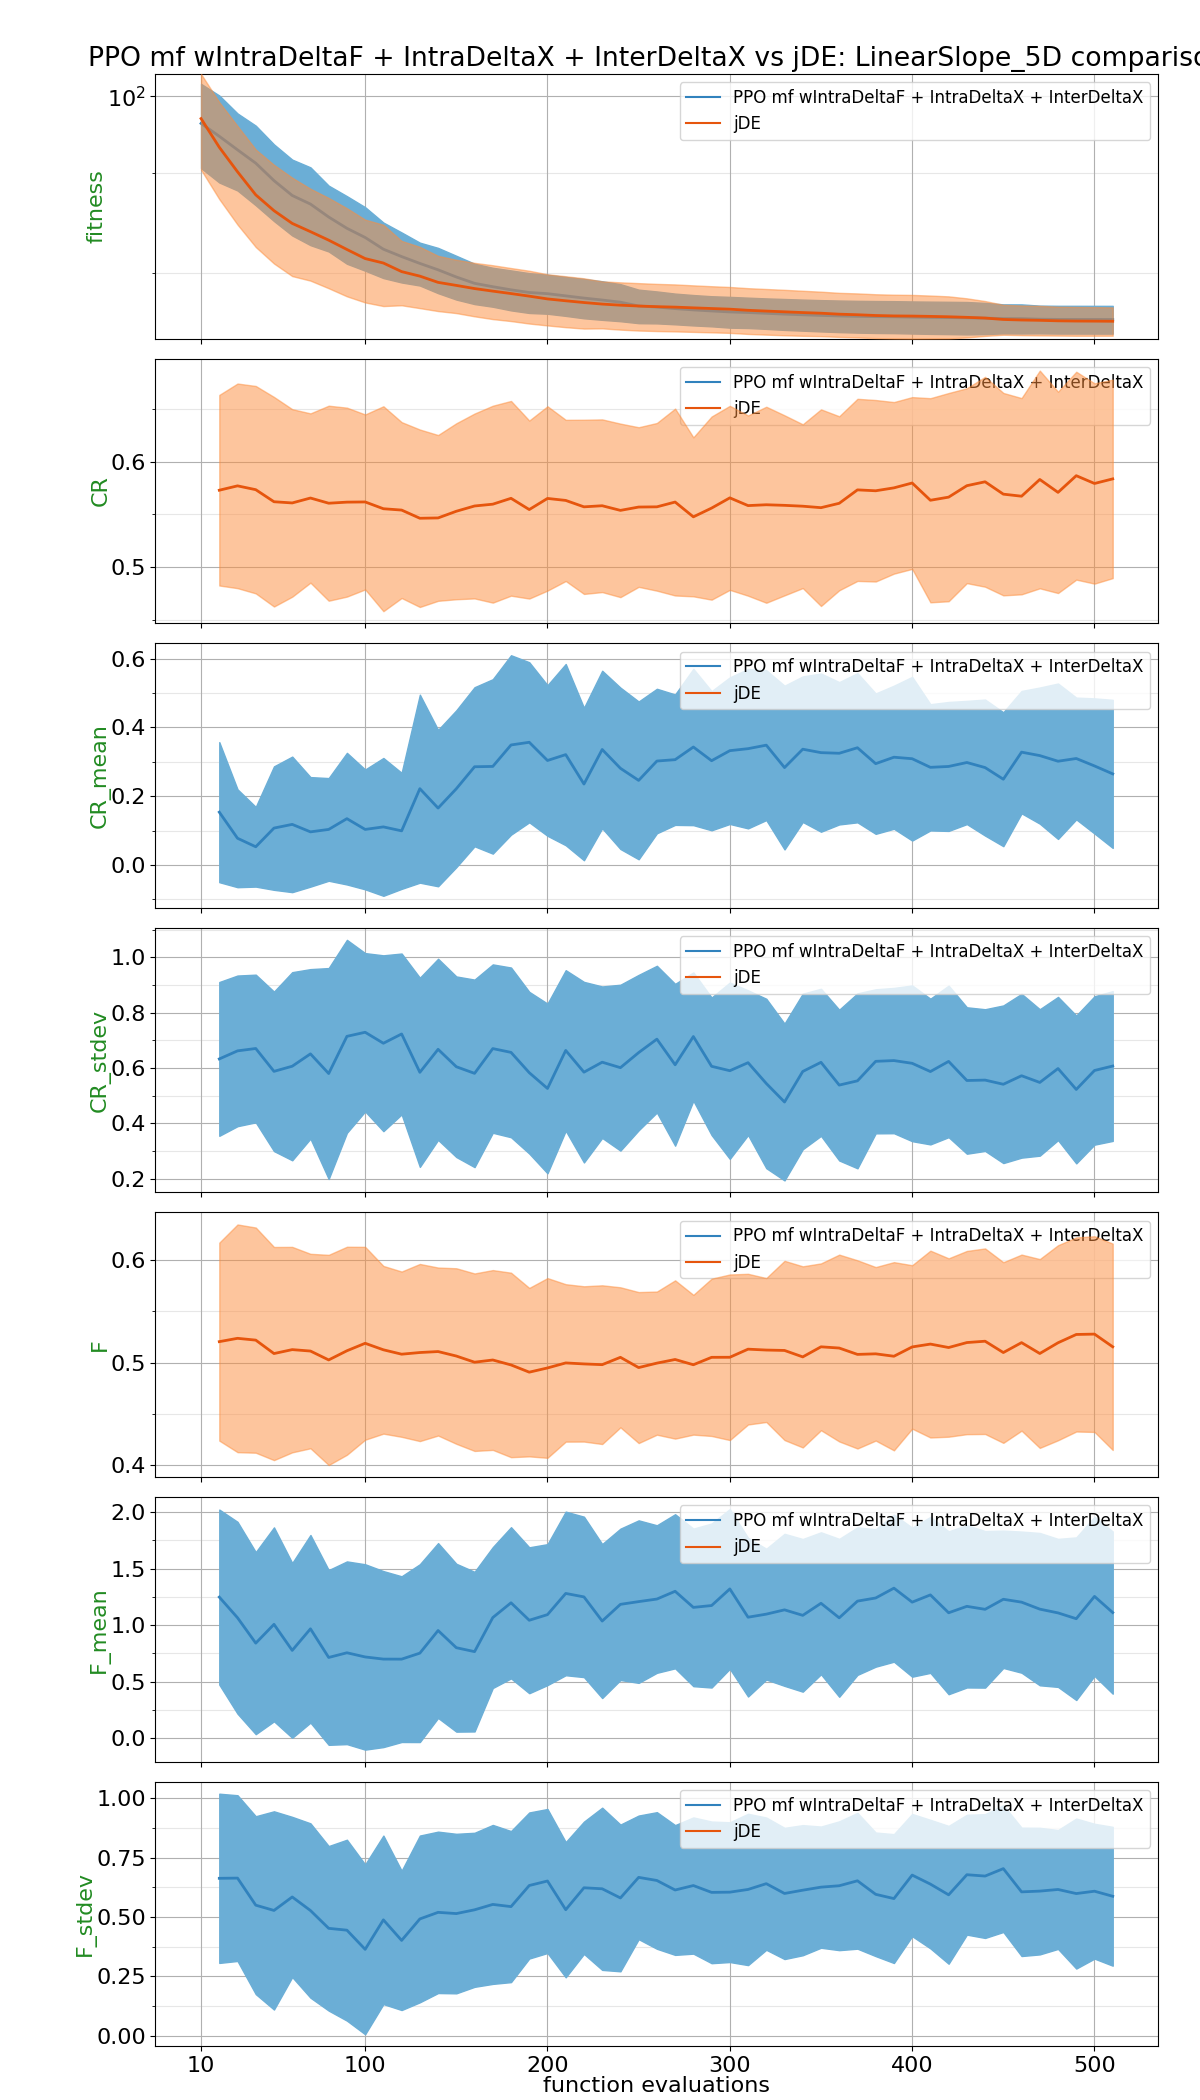 PPO mf wIntraDeltaF + IntraDeltaX + InterDeltaX vs jDE: LinearSlope_5D compariso
10²
fitness
PPO mf wIntraDeltaF + IntraDeltaX + InterDeltaX
jDE
CR
0.6
0.5
PPO mf wIntraDeltaF + IntraDeltaX + InterDeltaX
jDE
CR_mean
0.6
0.4
0.2
0.0
PPO mf wIntraDeltaF + IntraDeltaX + InterDeltaX
jDE
CR_stdev
1.0
0.8
0.6
0.4
0.2
PPO mf wIntraDeltaF + IntraDeltaX + InterDeltaX
jDE
F
0.6
0.5
0.4
PPO mf wIntraDeltaF + IntraDeltaX + InterDeltaX
jDE
F_mean
2.0
1.5
1.0
0.5
0.0
PPO mf wIntraDeltaF + IntraDeltaX + InterDeltaX
jDE
F_stdev
1.00
0.75
0.50
0.25
0.00
PPO mf wIntraDeltaF + IntraDeltaX + InterDeltaX
jDE
10 100 200 300 400 500
function evaluations